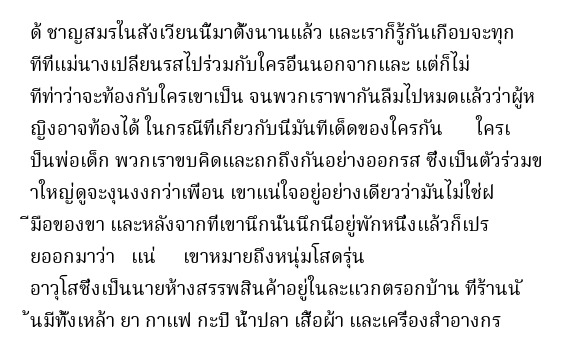 ด้ ชาญสมรในสังเวียนนี้มาตั้งนานแล้ว และเราก็รู้กันเกือบจะทุก
ทีที่แม่นางเปลี่ยนรสไปร่วมกับใครอื่นนอกจากและ แต่ก็ไม่
ทีท่าว่าจะท้องกับใครเขาเป็น จนพวกเราพากันลืมไปหมดแล้วว่าผู้ห
ญิงอาจท้องได้ ในกรณีที่เกี่ยวกับนี่มันทีเด็ดของใครกัน ใครเ
ป็นพ่อเด็ก พวกเราขบคิดและถกถึงกันอย่างออกรส ซึ่งเป็นตัวร่วมข
าใหญ่ดูจะงุนงงกว่าเพื่อน เขาแน่ใจอยู่อย่างเดียวว่ามันไม่ใช่ฝ
ีมือของขา และหลังจากที่เขานึกนั่นนึกนี่อยู่พักหนึ่งแล้วก็เปร
ยออกมาว่า แน่ เขาหมายถึงหนุ่มโสดรุ่น
อาวุโสซึ่งเป็นนายห้างสรรพสินค้าอยู่ในละแวกตรอกบ้าน ที่ร้านนั
้นมีทั้งเหล้า ยา กาแฟ กะปิ น้ำปลา เสื้อผ้า และเครื่องสำอางกร